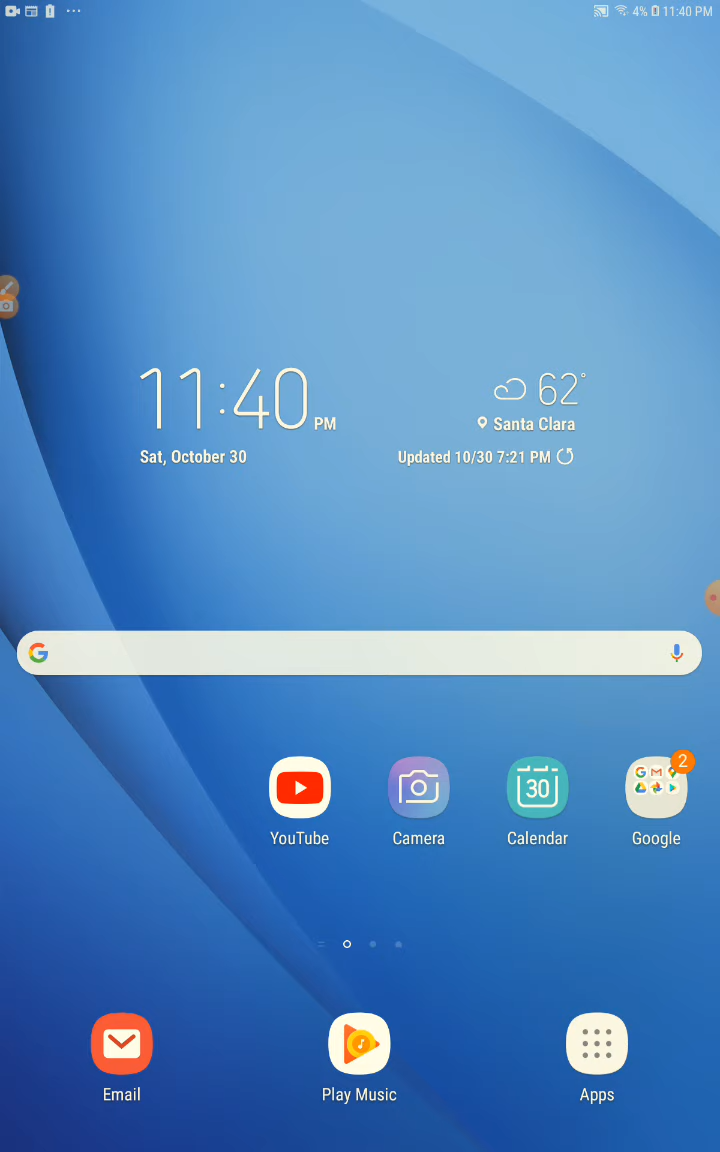 4% 11:40 PM
11:40 PM
62°
Santa Clara
Sat, October 30
Updated 10/30 7:21 PM
30
2
YouTube
Camera
Calendar
Google
Email
Play Music
Apps